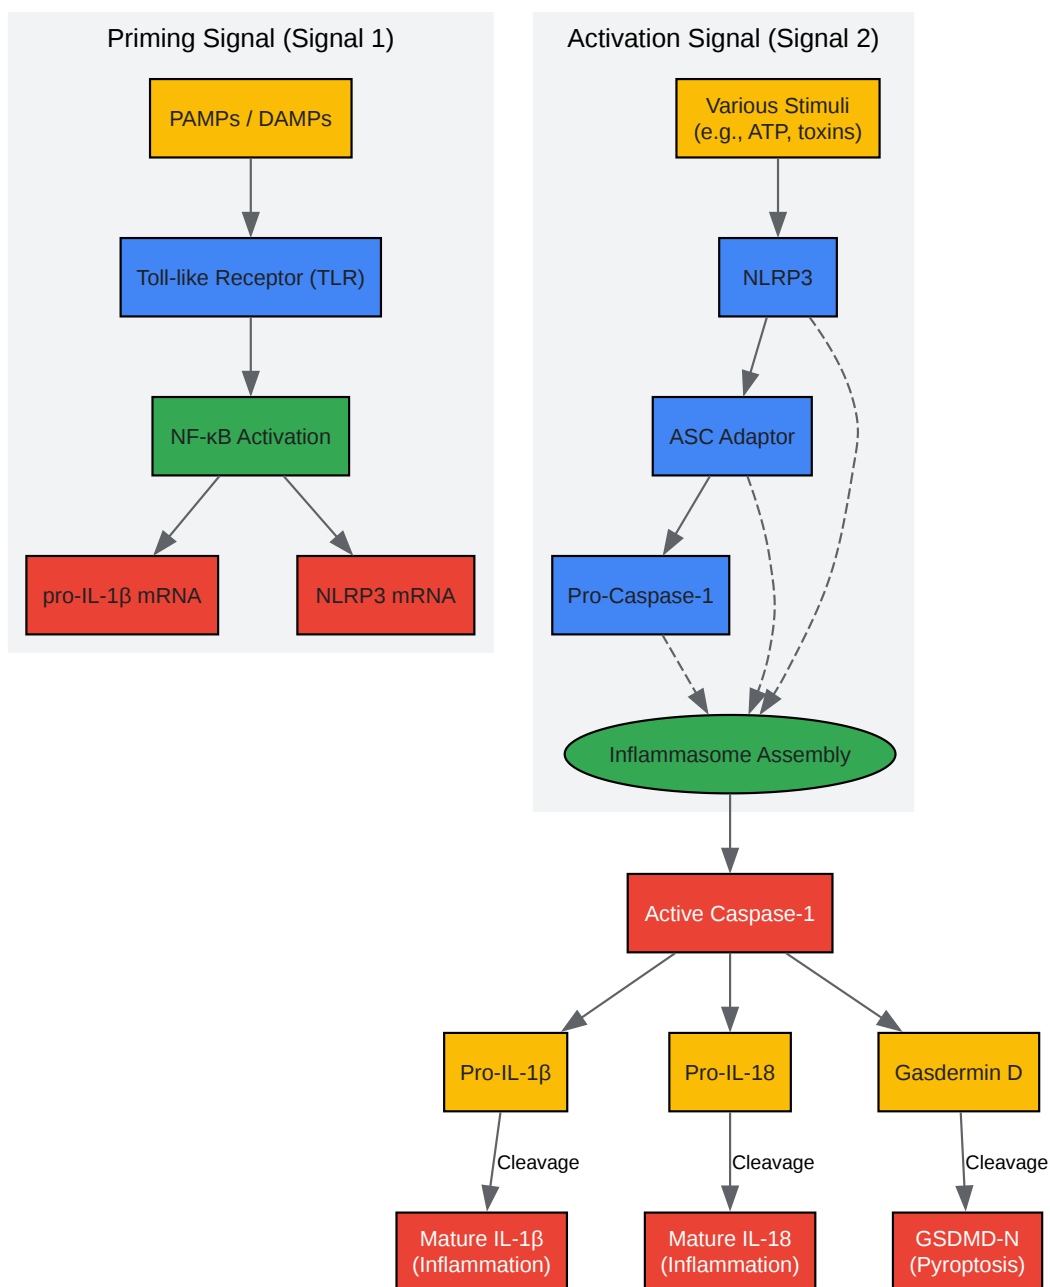 Priming Signal (Signal 1)
PAMPs / DAMPs
Toll-like Receptor (TLR)
NF-κB Activation
pro-IL-1β mRNA
NLRP3 mRNA
Activation Signal (Signal 2)
Various Stimuli
(e.g., ATP, toxins)
NLRP3
ASC Adaptor
Pro-Caspase-1
Inflammasome Assembly
Active Caspase-1
Pro-IL-1β
Pro-IL-18
Gasdermin D
Cleavage
Cleavage
Cleavage
Mature IL-1β
(Inflammation)
Mature IL-18
(Inflammation)
GSDMD-N
(Pyroptosis)